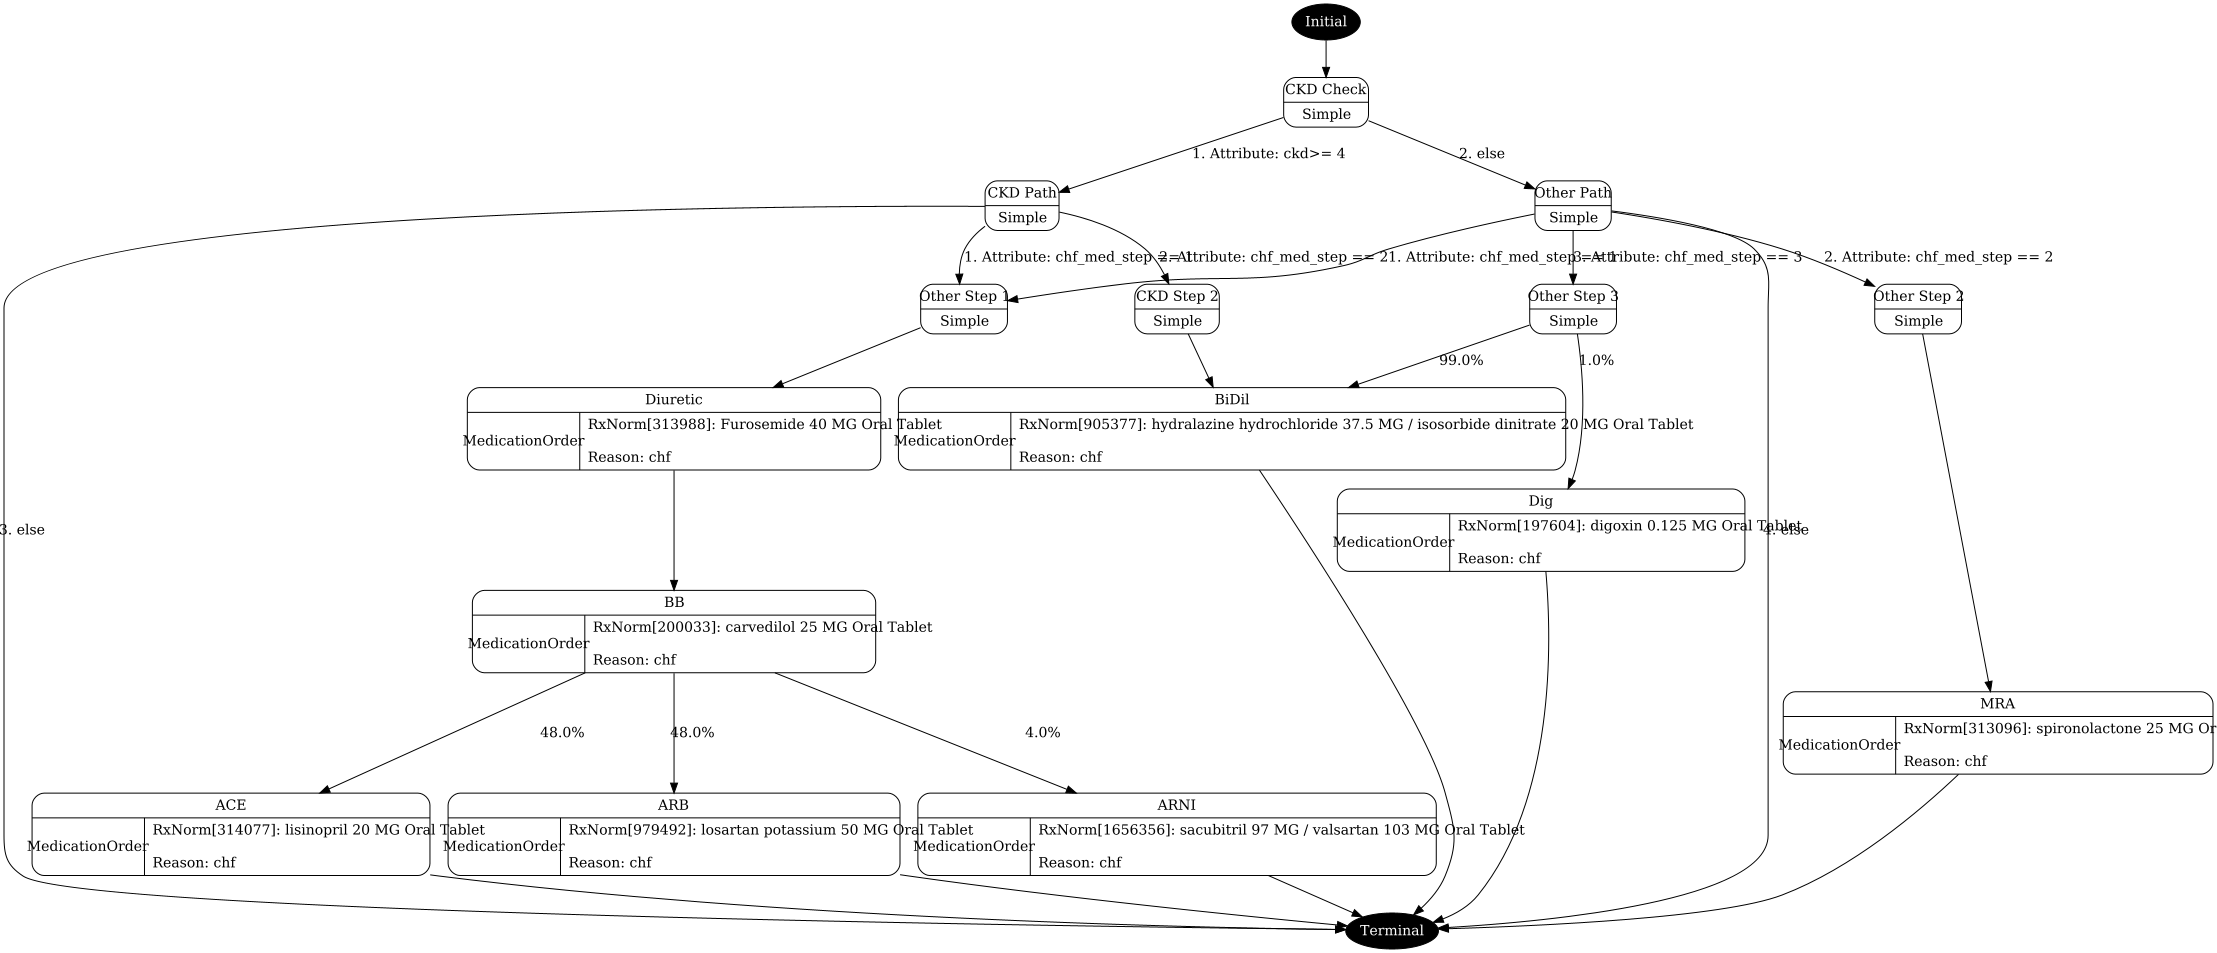 Initial
CKD Check
Simple
1. Attribute: ckd>= 4
2. else
CKD Path
Simple
Other Path
Simple
1. Attribute: chf_med_step == 1
2. Attribute: chf_med_step == 2
1. Attribute: chf_med_step == 1
3. Attribute: chf_med_step == 3
2. Attribute: chf_med_step == 2
Other Step 1
Simple
CKD Step 2
Simple
Other Step 3
Simple
Other Step 2
Simple
99.0%
1.0%
Diuretic
MedicationOrder
RxNorm[313988]: Furosemide 40 MG Oral Tablet
Reason: chf
BiDil
MedicationOrder
RxNorm[905377]: hydralazine hydrochloride 37.5 MG / isosorbide dinitrate 20 MG Oral Tablet
Reason: chf
3. else
Dig
MedicationOrder
RxNorm[197604]: digoxin 0.125 MG Oral Tablet
Reason: chf
4. else
BB
MedicationOrder
RxNorm[200033]: carvedilol 25 MG Oral Tablet
Reason: chf
48.0%
48.0%
4.0%
MRA
MedicationOrder
RxNorm[313096]: spironolactone 25 MG Or
Reason: chf
ACE
MedicationOrder
RxNorm[314077]: lisinopril 20 MG Oral Tablet
Reason: chf
ARB
MedicationOrder
RxNorm[979492]: losartan potassium 50 MG Oral Tablet
Reason: chf
ARNI
MedicationOrder
RxNorm[1656356]: sacubitril 97 MG / valsartan 103 MG Oral Tablet
Reason: chf
Terminal